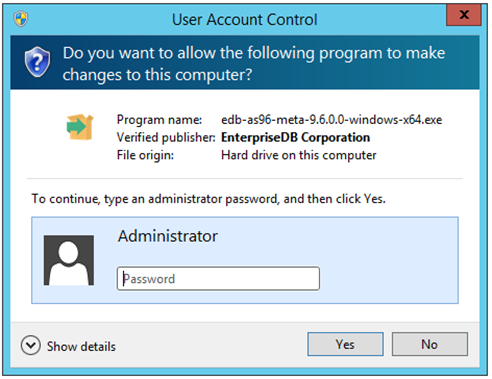 User Account Control
x
Do you want to allow the following program to make
changes to this computer?
Program name: edb-as96-meta-9.6.0.0-windows-x64.exe
Verified publisher: EnterpriseDB Corporation
File origin: Hard drive on this computer
To continue, type an administrator password, and then click Yes.
Administrator
Password
Show details Yes No